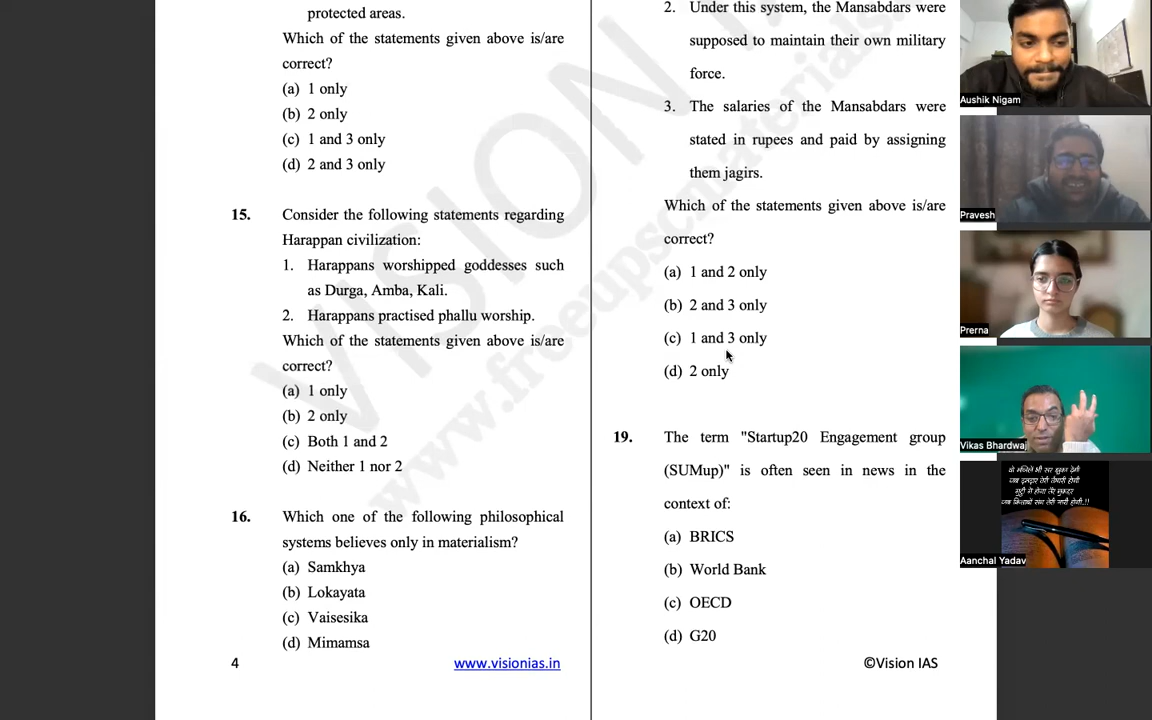 protected areas.
Which of the statements given above is/are
correct?
(a) 1 only
(b) 2 only
(c) 1 and 3 only
(d) 2 and 3 only
15. Consider the following statements regarding
Harappan civilization:
1. Harappans worshipped goddesses such
as Durga, Amba, Kali.
2. Harappans practised phallu worship.
Which of the statements given above is/are
correct?
(a) 1 only
(b) 2 only
(c) Both 1 and 2
(d) Neither 1 nor 2
16. Which one of the following philosophical
systems believes only in materialism?
(a) Samkhya
(b) Lokayata
(c) Vaisesika
(d) Mimamsa
4
www.visionias.in
2. Under this system, the Mansabdars were
supposed to maintain their own military
force.
3. The salaries of the Mansabdars were
stated in rupees and paid by assigning
them jagirs.
Which of the statements given above is/are
correct?
(a) 1 and 2 only
(b) 2 and 3 only
(c) 1 and 3 only
(d) 2 only
19. The term "Startup20 Engagement group
(SUMup)" is often seen in news in the
context of:
(a) BRICS
(b) World Bank
(c) OECD
(d) G20
©Vision IAS
VISION
www.freeupscmaterials.
Aushik Nigam
Pravesh
Prerna
Vikas Bhardwaj
Aanchal Yadav